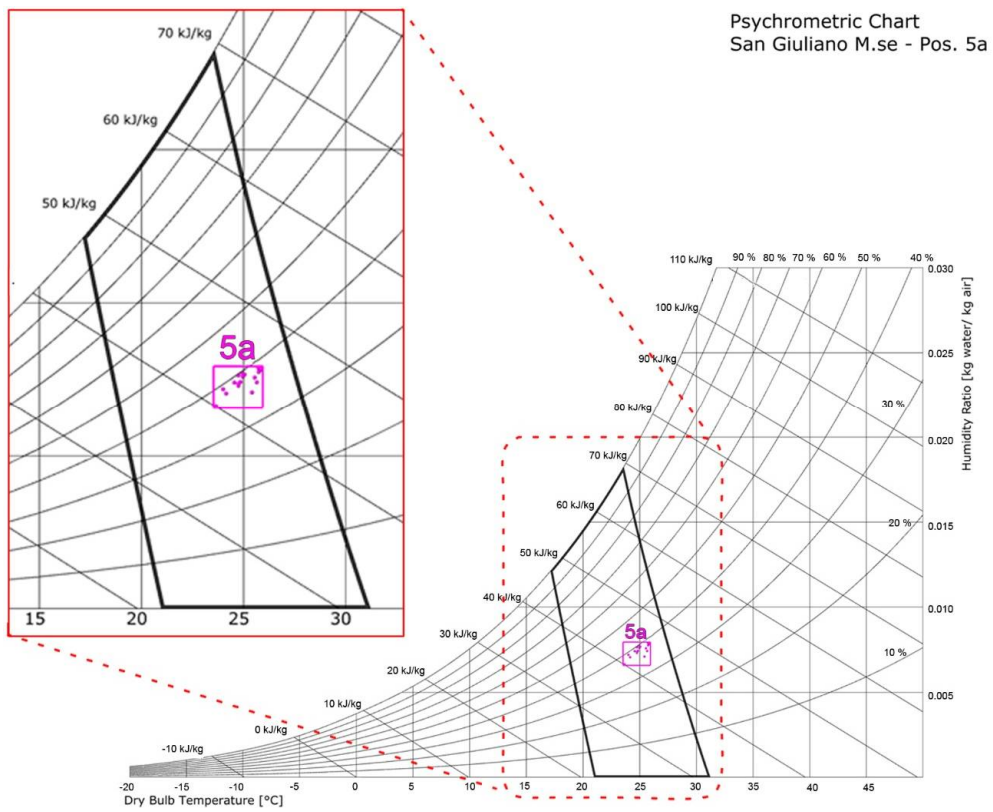 Psychrometric Chart
San Giuliano M.se - Pos. 5a
70 kJ/kg
60 kJ/kg
50 kJ/kg
5a
15 20 25 30
110 kJ/kg 90 % 80 % 70 % 60 % 50 % 40 %
0.030
100 kJ/kg
0.025
90 kJ/kg
30 %
80 kJ/kg
0.020
70 kJ/kg
60 kJ/kg
20 %
0.015
50 kJ/kg
40 kJ/kg
0.010
30 kJ/kg
5a
10 %
20 kJ/kg
0.005
10 kJ/kg
0 kJ/kg
-10 kJ/kg
Humidity Ratio [kg water/ kg air]
-20 -15 -10 -5 0 5 10 15 20 25 30 35 40 45
Dry Bulb Temperature [°C]